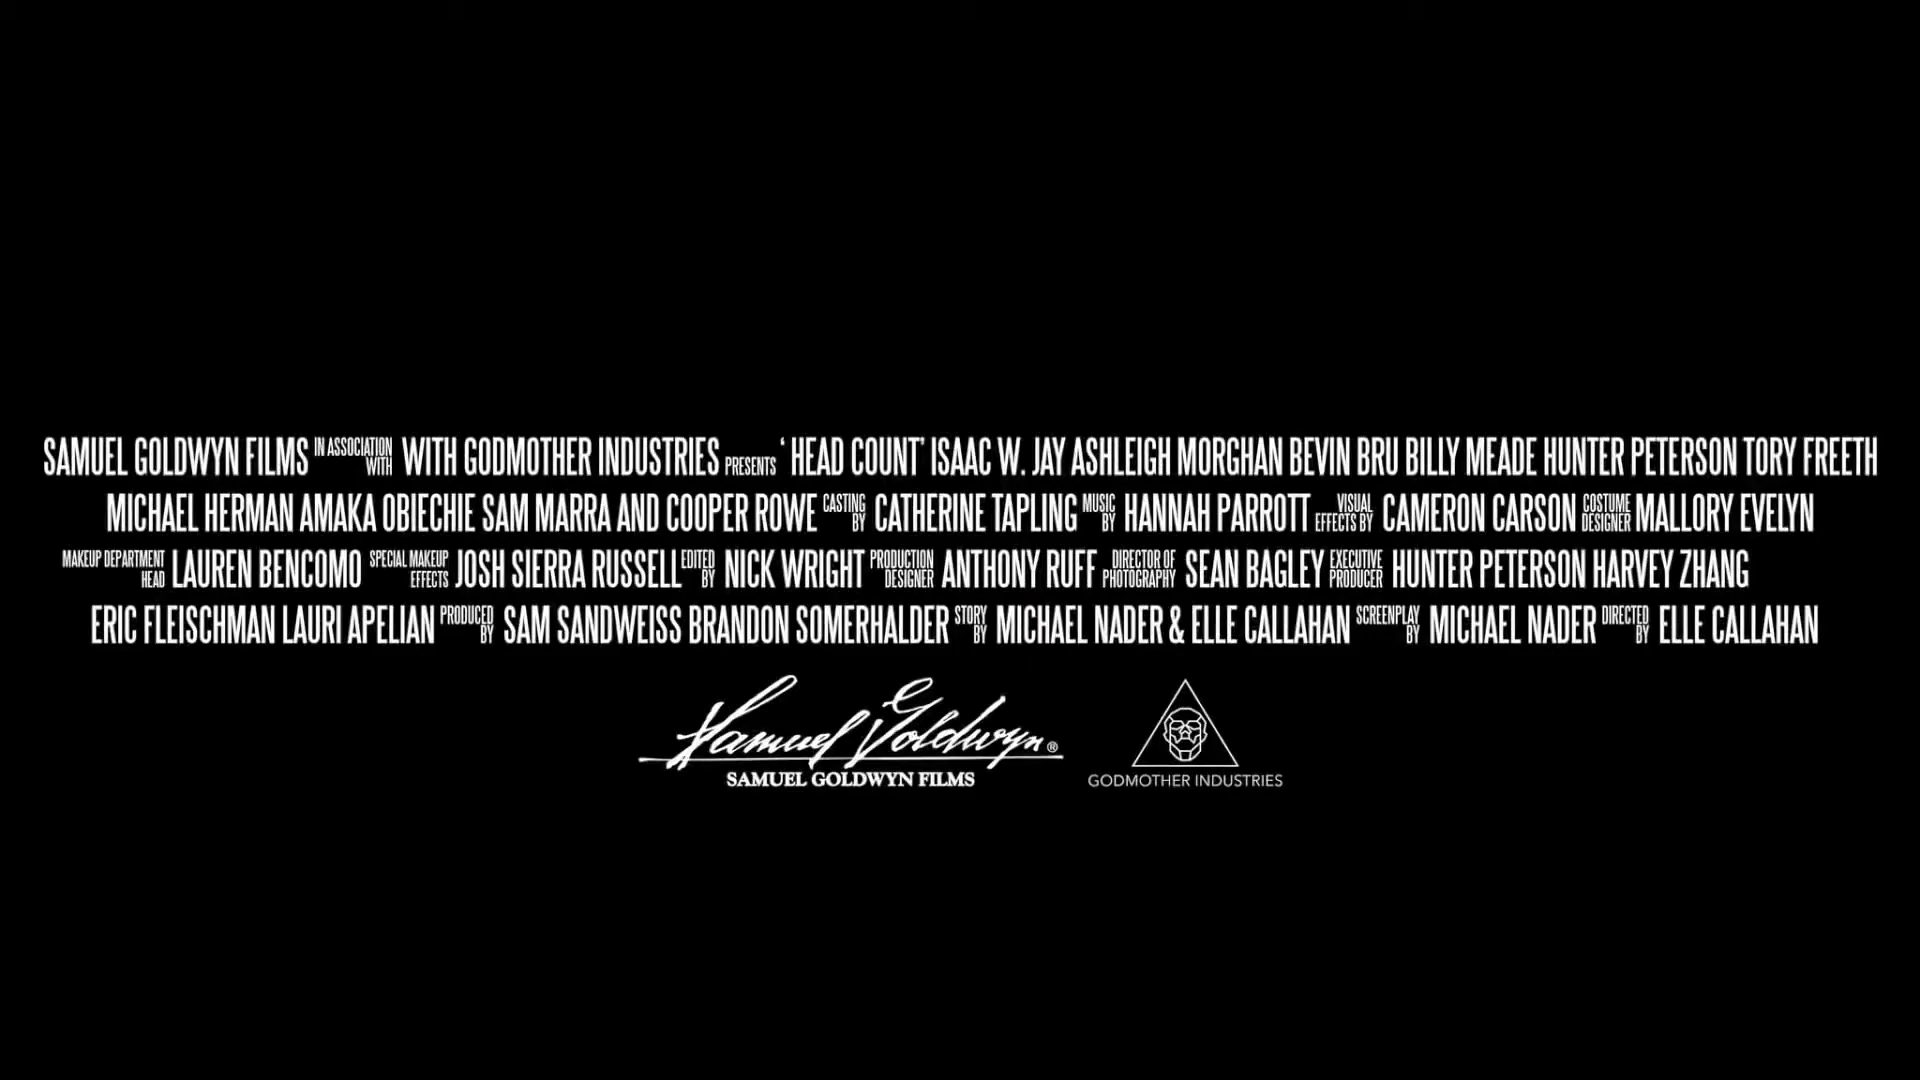 SAMUEL GOLDWYN FILMS IN ASSOCIATION WITH WITH GODMOTHER INDUSTRIES PRESENTS ‘ HEAD COUNT’ ISAAC W. JAY ASHLEIGH MORGHAN BEVIN BRU BILLY MEADE HUNTER PETERSON TORY FREETH
MICHAEL HERMAN AMAKA OBIECHIE SAM MARRA AND COOPER ROWE CASTING BY CATHERINE TAPLING MUSIC BY HANNAH PARROTT VISUAL EFFECTS BY CAMERON CARSON COSTUME DESIGNER MALLORY EVELYN
MAKEUP DEPARTMENT HEAD LAUREN BENCOMO SPECIAL MAKEUP EFFECTS JOSH SIERRA RUSSELL EDITED BY NICK WRIGHT PRODUCTION DESIGNER ANTHONY RUFF DIRECTOR OF PHOTOGRAPHY SEAN BAGLEY EXECUTIVE PRODUCER HUNTER PETERSON HARVEY ZHANG
ERIC FLEISCHMAN LAURI APELIAN PRODUCED BY SAM SANDWEISS BRANDON SOMERHALDER STORY BY MICHAEL NADER & ELLE CALLAHAN SCREENPLAY BY MICHAEL NADER DIRECTED BY ELLE CALLAHAN
Samuel Goldwyn®
SAMUEL GOLDWYN FILMS
GODMOTHER INDUSTRIES